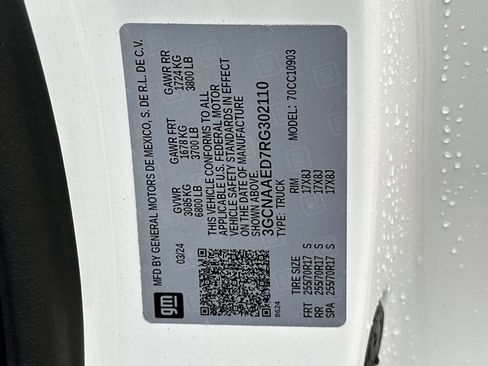 MFD BY GENERAL MOTORS DE MEXICO, S. DE R.L. DE C.V.
03/24 GVWR GAWR FRT GAWR RR
3085 KG 1678 KG 1724 KG
6800 LB 3700 LB 3800 LB
THIS VEHICLE CONFORMS TO ALL
APPLICABLE U.S. FEDERAL MOTOR
VEHICLE SAFETY STANDARDS IN EFFECT
ON THE DATE OF MANUFACTURE
SHOWN ABOVE.
3GCNAAED7RG302110
TYPE: TRUCK MODEL: 70CC10903
gm
8624
TIRE SIZE RIM
FRT 255/70R17 S 17X8J
RR 255/70R17 S 17X8J
SPA 255/70R17 S 17X8J